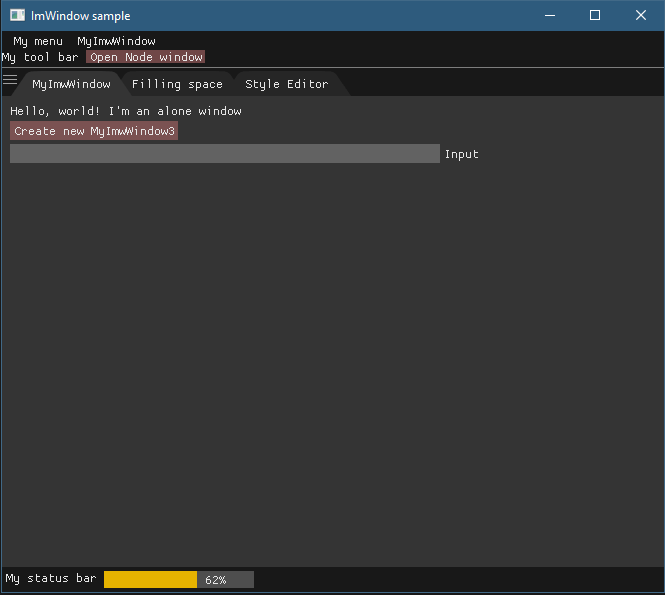 ImWindow sample
My menu MyImwWindow
My tool bar Open Node window
MyImwWindow Filling space Style Editor
Hello, world! I'm an alone window
Create new MyImwWindow3
Input
My status bar 62%